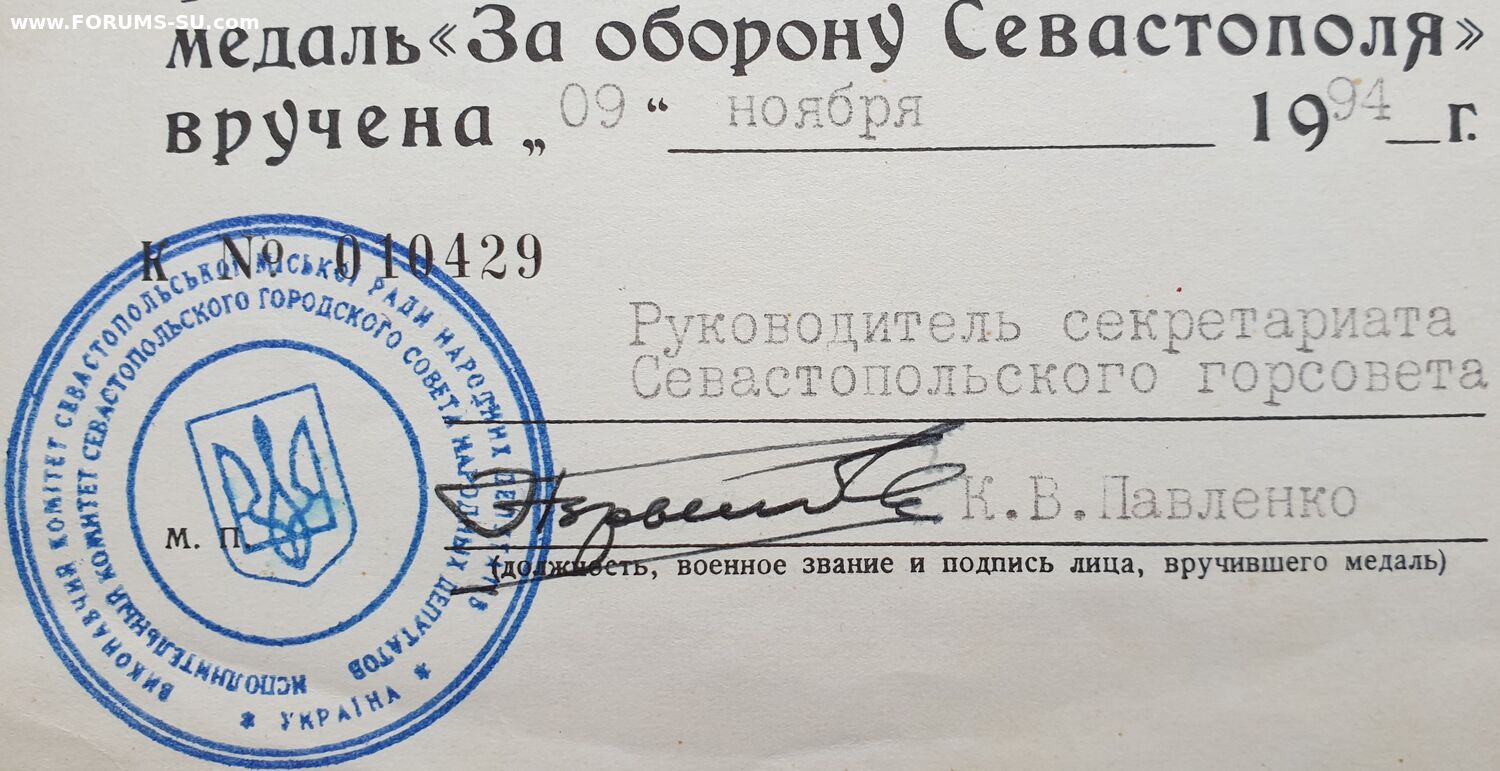 www.FORUMS-SU.com
медаль «За оборону Севастополя»
вручена „09“ ноября 1994 г.
К № 010429
Руководитель секретариата
Севастопольского горсовета
К.В.Павленко
м. П.
(должность, военное звание и подпись лица, вручившего медаль)
ВИКОНАВЧИЙ КОМІТЕТ СЕВАСТОПОЛЬСЬКОЇ МІСЬКОЇ РАДИ НАРОДНИХ ДЕПУТАТІВ
* УКРАЇНА *
ИСПОЛНИТЕЛЬНЫЙ КОМИТЕТ СЕВАСТОПОЛЬСКОГО ГОРОДСКОГО СОВЕТА НАРОДНЫХ ДЕПУТАТОВ